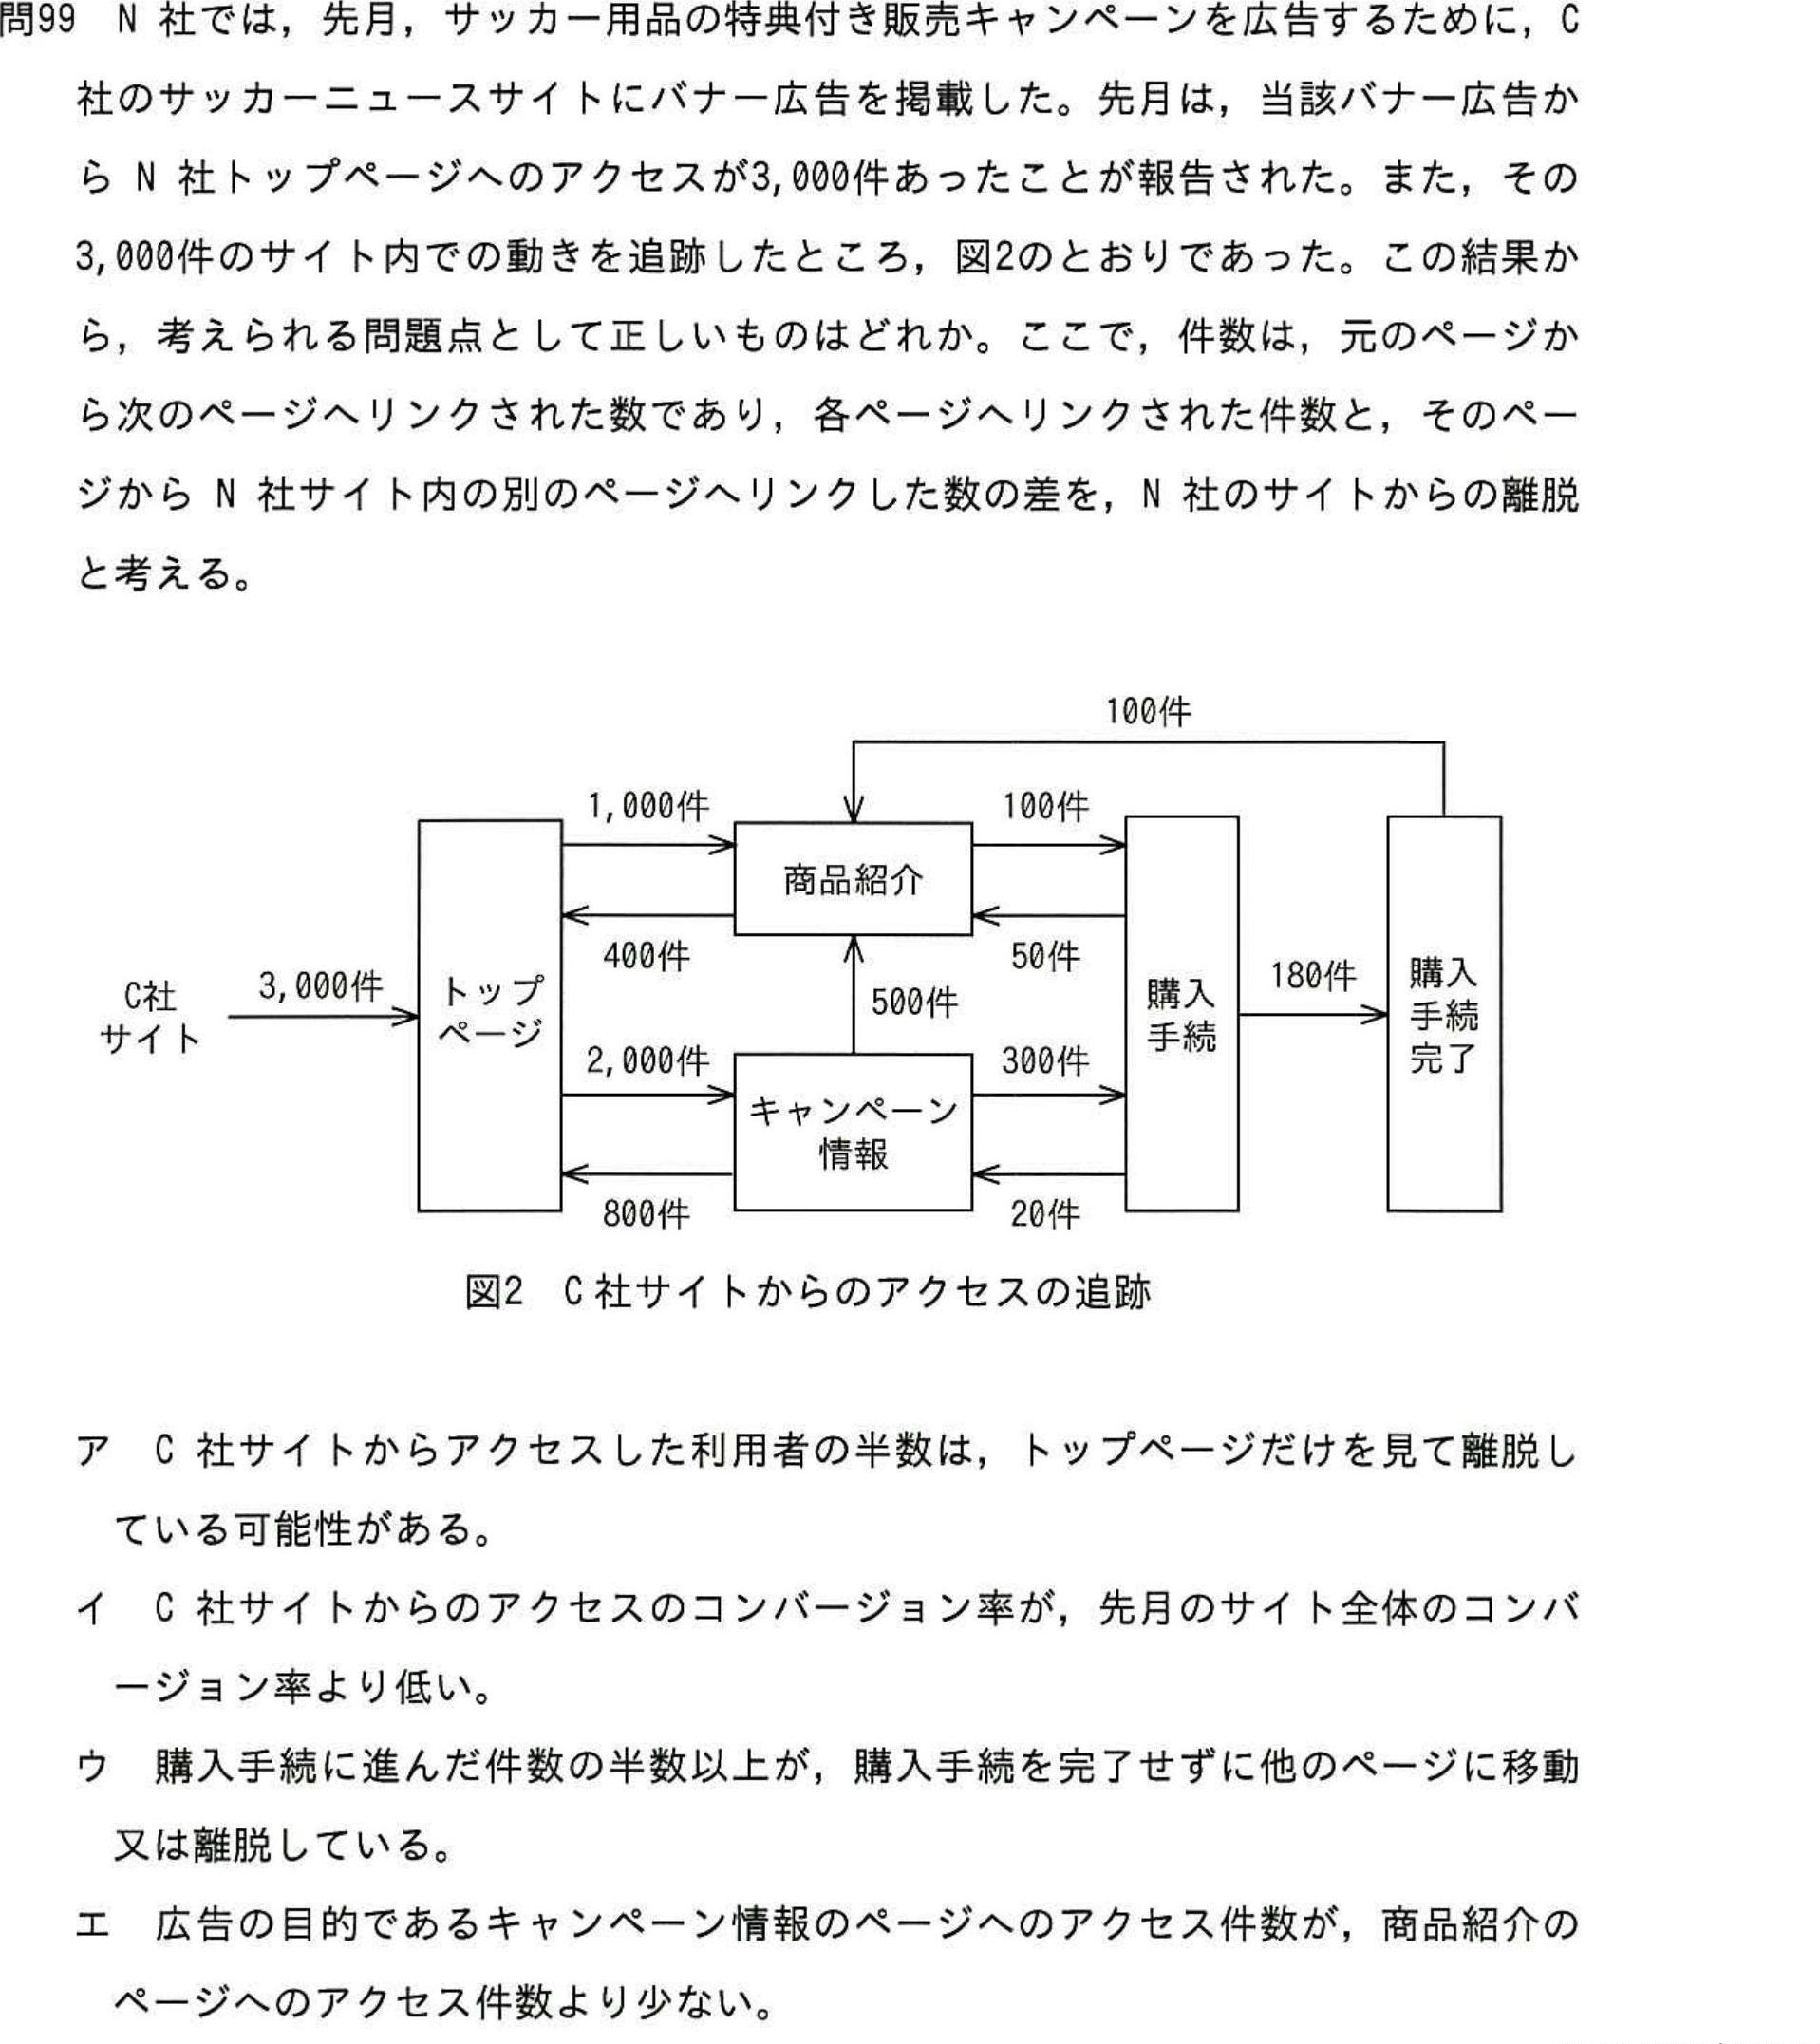 問99　N 社では，先月，サッカー用品の特典付き販売キャンペーンを広告するために，C
社のサッカーニュースサイトにバナー広告を掲載した。先月は，当該バナー広告か
ら N 社トップページへのアクセスが3,000件あったことが報告された。また，その
3,000件のサイト内での動きを追跡したところ，図2のとおりであった。この結果か
ら，考えられる問題点として正しいものはどれか。ここで，件数は，元のページか
ら次のページへリンクされた数であり，各ページへリンクされた件数と，そのペー
ジから N 社サイト内の別のページへリンクした数の差を，N 社のサイトからの離脱
と考える。
100件
1,000件
100件
商品紹介
400件
50件
C社
サイト
3,000件
トップ
ページ
500件
購入
手続
180件
購入
手続
完了
2,000件
300件
キャンペーン
情報
800件
20件
図2　C 社サイトからのアクセスの追跡
ア　C 社サイトからアクセスした利用者の半数は，トップページだけを見て離脱し
ている可能性がある。
イ　C 社サイトからのアクセスのコンバージョン率が，先月のサイト全体のコンバ
ージョン率より低い。
ウ　購入手続に進んだ件数の半数以上が，購入手続を完了せずに他のページに移動
又は離脱している。
エ　広告の目的であるキャンペーン情報のページへのアクセス件数が，商品紹介の
ページへのアクセス件数より少ない。